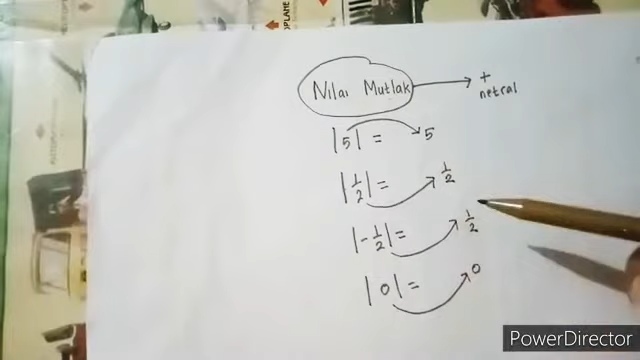 Nilai Mutlak
+
netral
|5| = 5
|1/2| = 1/2
|-1/2| = 1/2
|0| = 0
PowerDirector